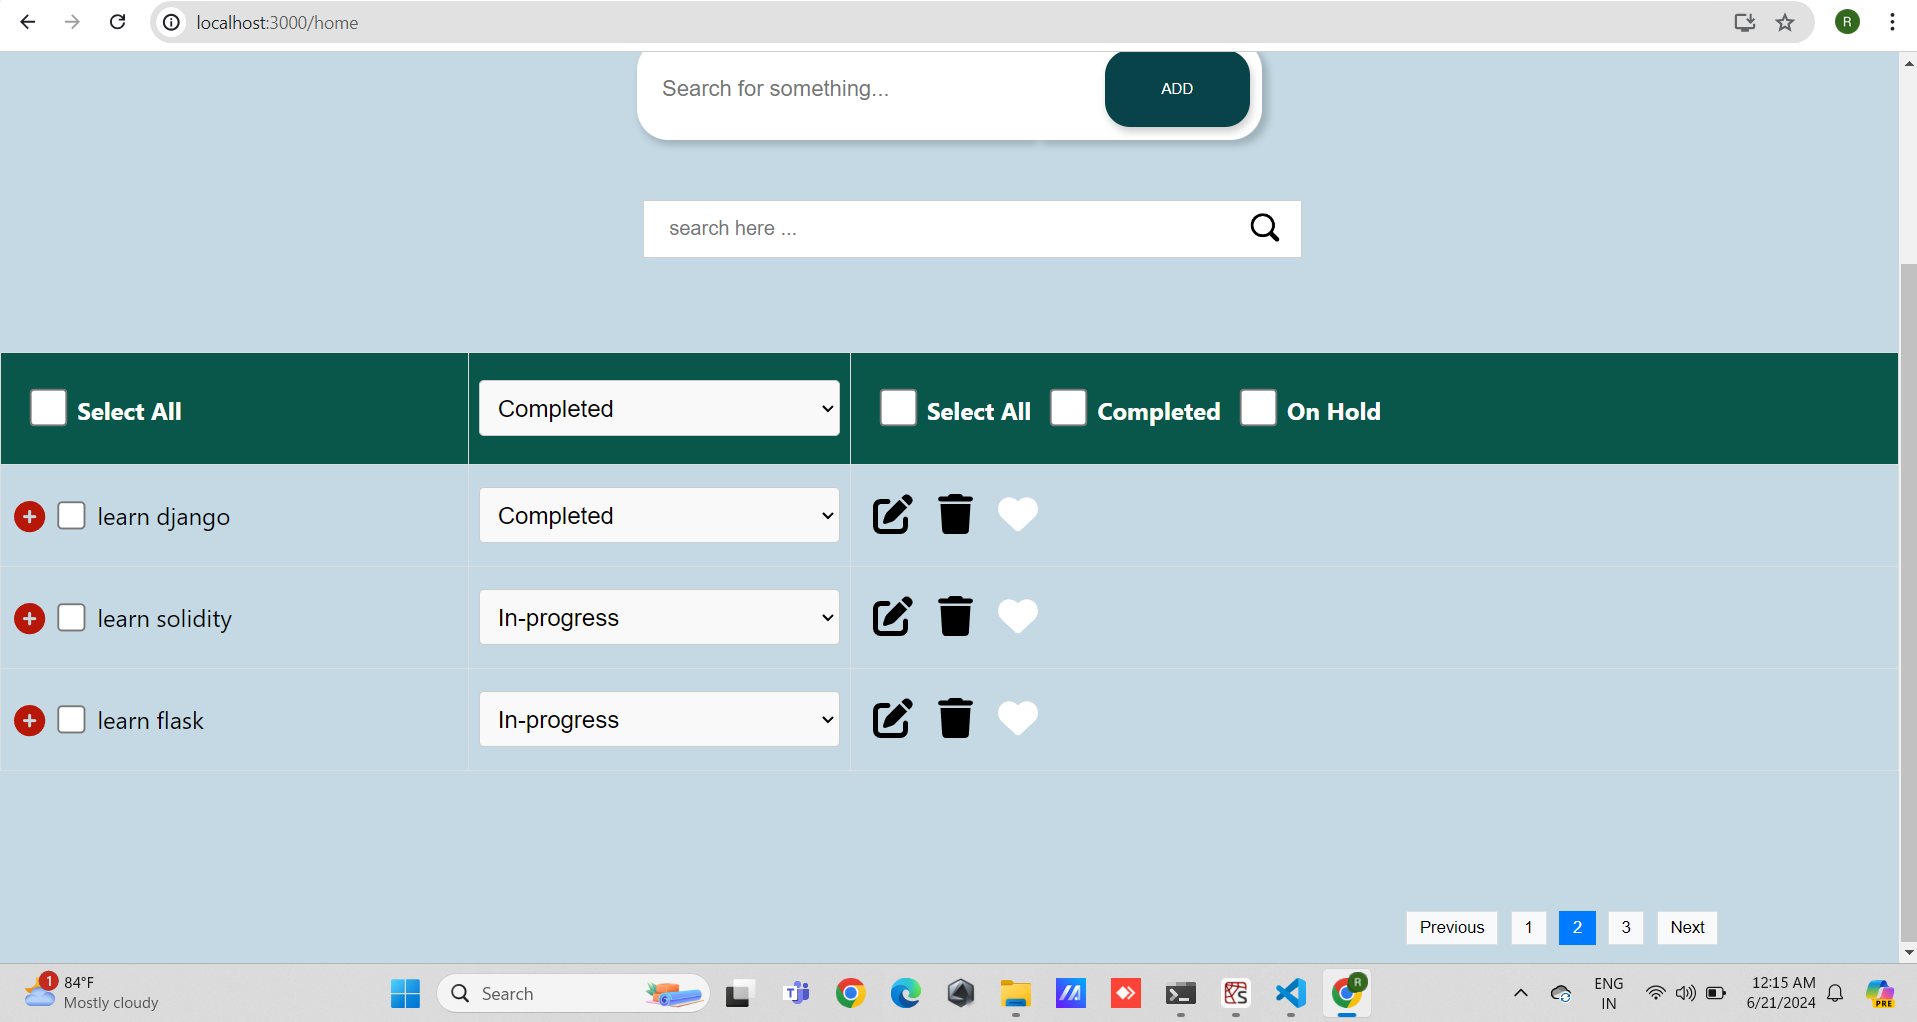 localhost:3000/home
R
Search for something...
ADD
search here ...
Select All
Completed
Select All
Completed
On Hold
learn django
Completed
learn solidity
In-progress
learn flask
In-progress
Previous
1
2
3
Next
1
84°F
Mostly cloudy
Search
R
ENG
IN
12:15 AM
6/21/2024
PRE